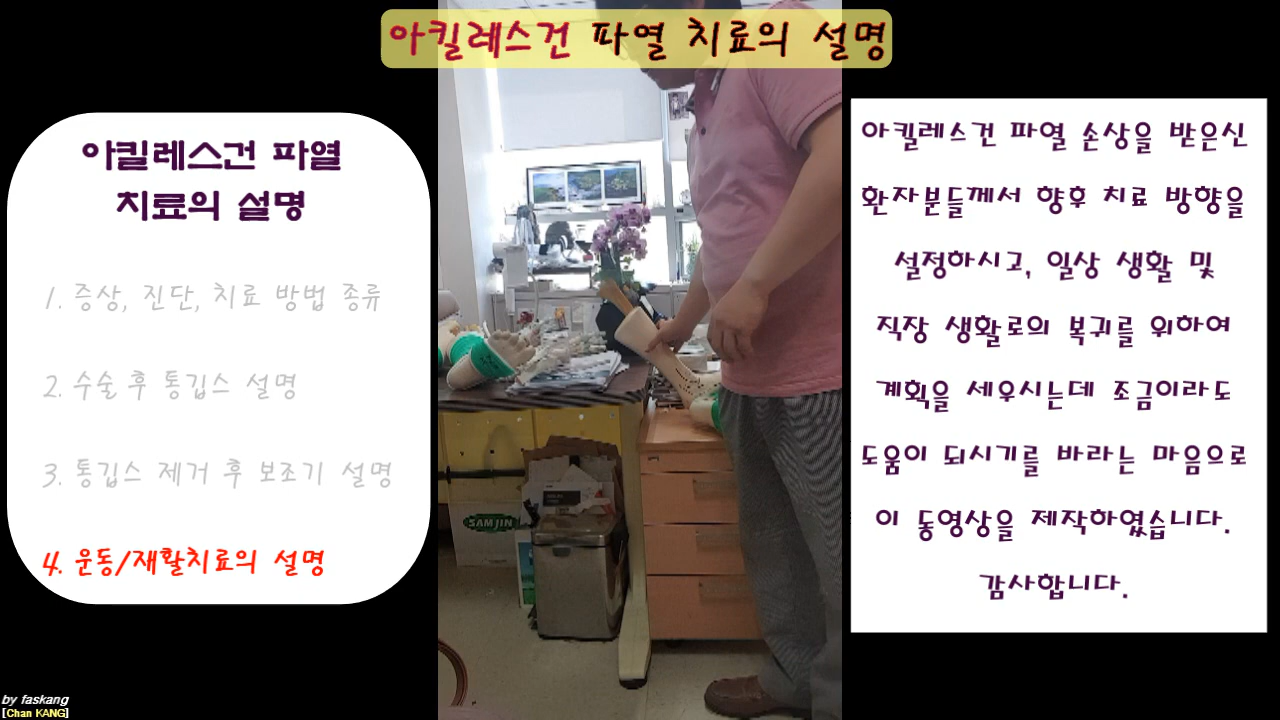 아킬레스건 파열 치료의 설명
아킬레스건 파열
치료의 설명
1. 증상, 진단, 치료 방법 종류
2. 수술 후 통깁스 설명
3. 통깁스 제거 후 보조기 설명
4. 운동/재활치료의 설명
SAMJIN
아킬레스건 파열 손상을 받은신
환자분들께서 향후 치료 방향을
설정하시고, 일상 생활 및
직장 생활로의 복귀를 위하여
계획을 세우시는데 조금이라도
도움이 되시기를 바라는 마음으로
이 동영상을 제작하였습니다.
감사합니다.
by faskang
[Chan KANG]